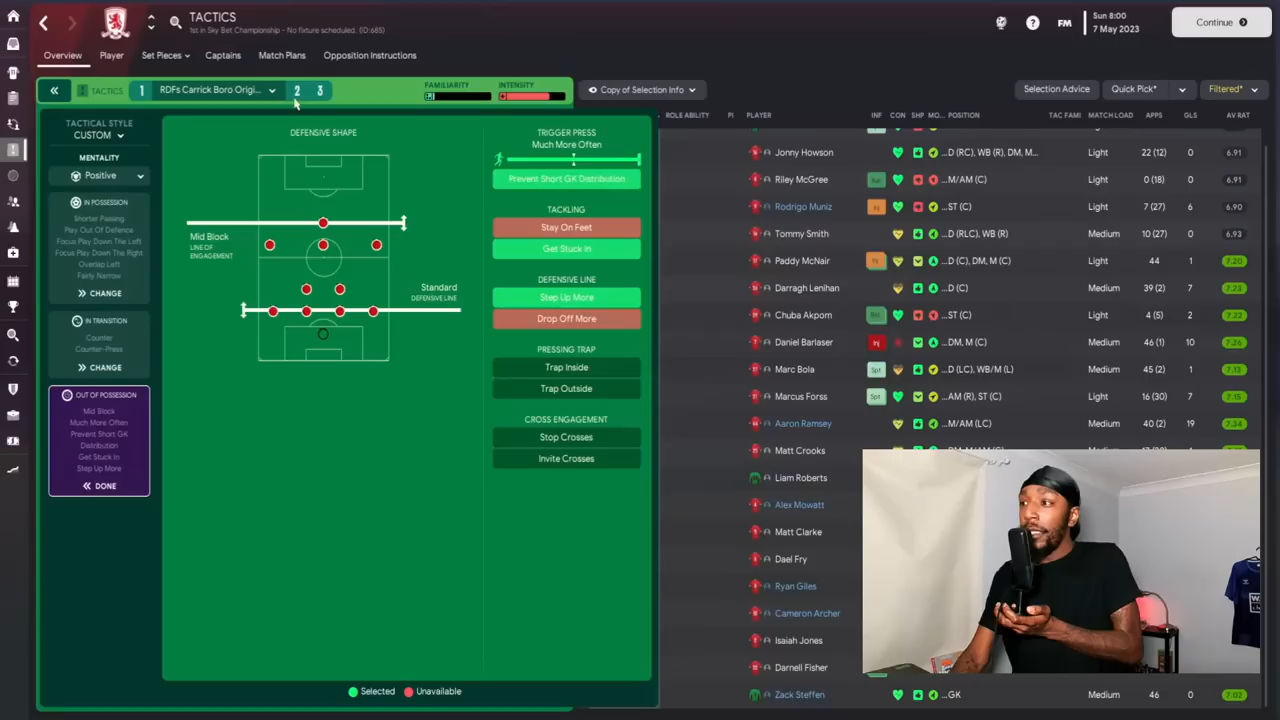 TACTICS
1st in Sky Bet Championship - No fixture scheduled. (D:685)
FM
Sun 8:00
7 May 2023
Continue
Overview
Player
Set Pieces
Captains
Match Plans
Opposition Instructions
TACTICS
1
RDFs Carrick Boro Origi...
2
3
FAMILIARITY
INTENSITY
Copy of Selection Info
Selection Advice
Quick Pick*
Filtered*
TACTICAL STYLE
CUSTOM
MENTALITY
Positive
IN POSSESSION
Shorter Passing
Play Out Of Defence
Focus Play Down The Left
Focus Play Down The Right
Overlap Left
Fairly Narrow
CHANGE
IN TRANSITION
Counter
Counter-Press
CHANGE
OUT OF POSSESSION
Mid Block
Much More Often
Prevent Short GK
Distribution
Get Stuck In
Step Up More
DONE
DEFENSIVE SHAPE
Mid Block
LINE OF
ENGAGEMENT
Standard
DEFENSIVE LINE
TRIGGER PRESS
Much More Often
Prevent Short GK Distribution
TACKLING
Stay On Feet
Get Stuck In
DEFENSIVE LINE
Step Up More
Drop Off More
PRESSING TRAP
Trap Inside
Trap Outside
CROSS ENGAGEMENT
Stop Crosses
Invite Crosses
Selected
Unavailable
ROLE ABILITY PI PLAYER INF CON SHP MO... POSITION TAC FAMI MATCH LOAD APPS GLS AV RAT
Jonny Howson ...D (RC), WB (R), DM, M... Light 22 (12) 0 6.91
Riley McGree ...M/AM (C) Light 0 (18) 0 6.91
Rodrigo Muniz Inj ...ST (C) Light 7 (27) 6 6.90
Tommy Smith ...D (RLC), WB (R) Light 10 (27) 0 6.93
Paddy McNair ...D (C), DM, M (C) Light 44 1 7.20
Darragh Lenihan ...D (C) Light 39 (2) 7 7.23
Chuba Akpom ...ST (C) Light 4 (5) 2 7.22
Daniel Barlaser Inj ...DM, M (C) Light 46 (1) 10 7.26
Marc Bola Spt ...D (LC), WB/M (L) Light 45 (2) 1 7.13
Marcus Forss Spt ...AM (R), ST (C) Light 16 (30) 7 7.15
Aaron Ramsey ...M/AM (LC) Medium 40 (2) 19 7.34
Matt Crooks
Liam Roberts
Alex Mowatt
Matt Clarke
Dael Fry
Ryan Giles
Cameron Archer
Isaiah Jones
Darnell Fisher
Zack Steffen ...GK Medium 46 0 7.02